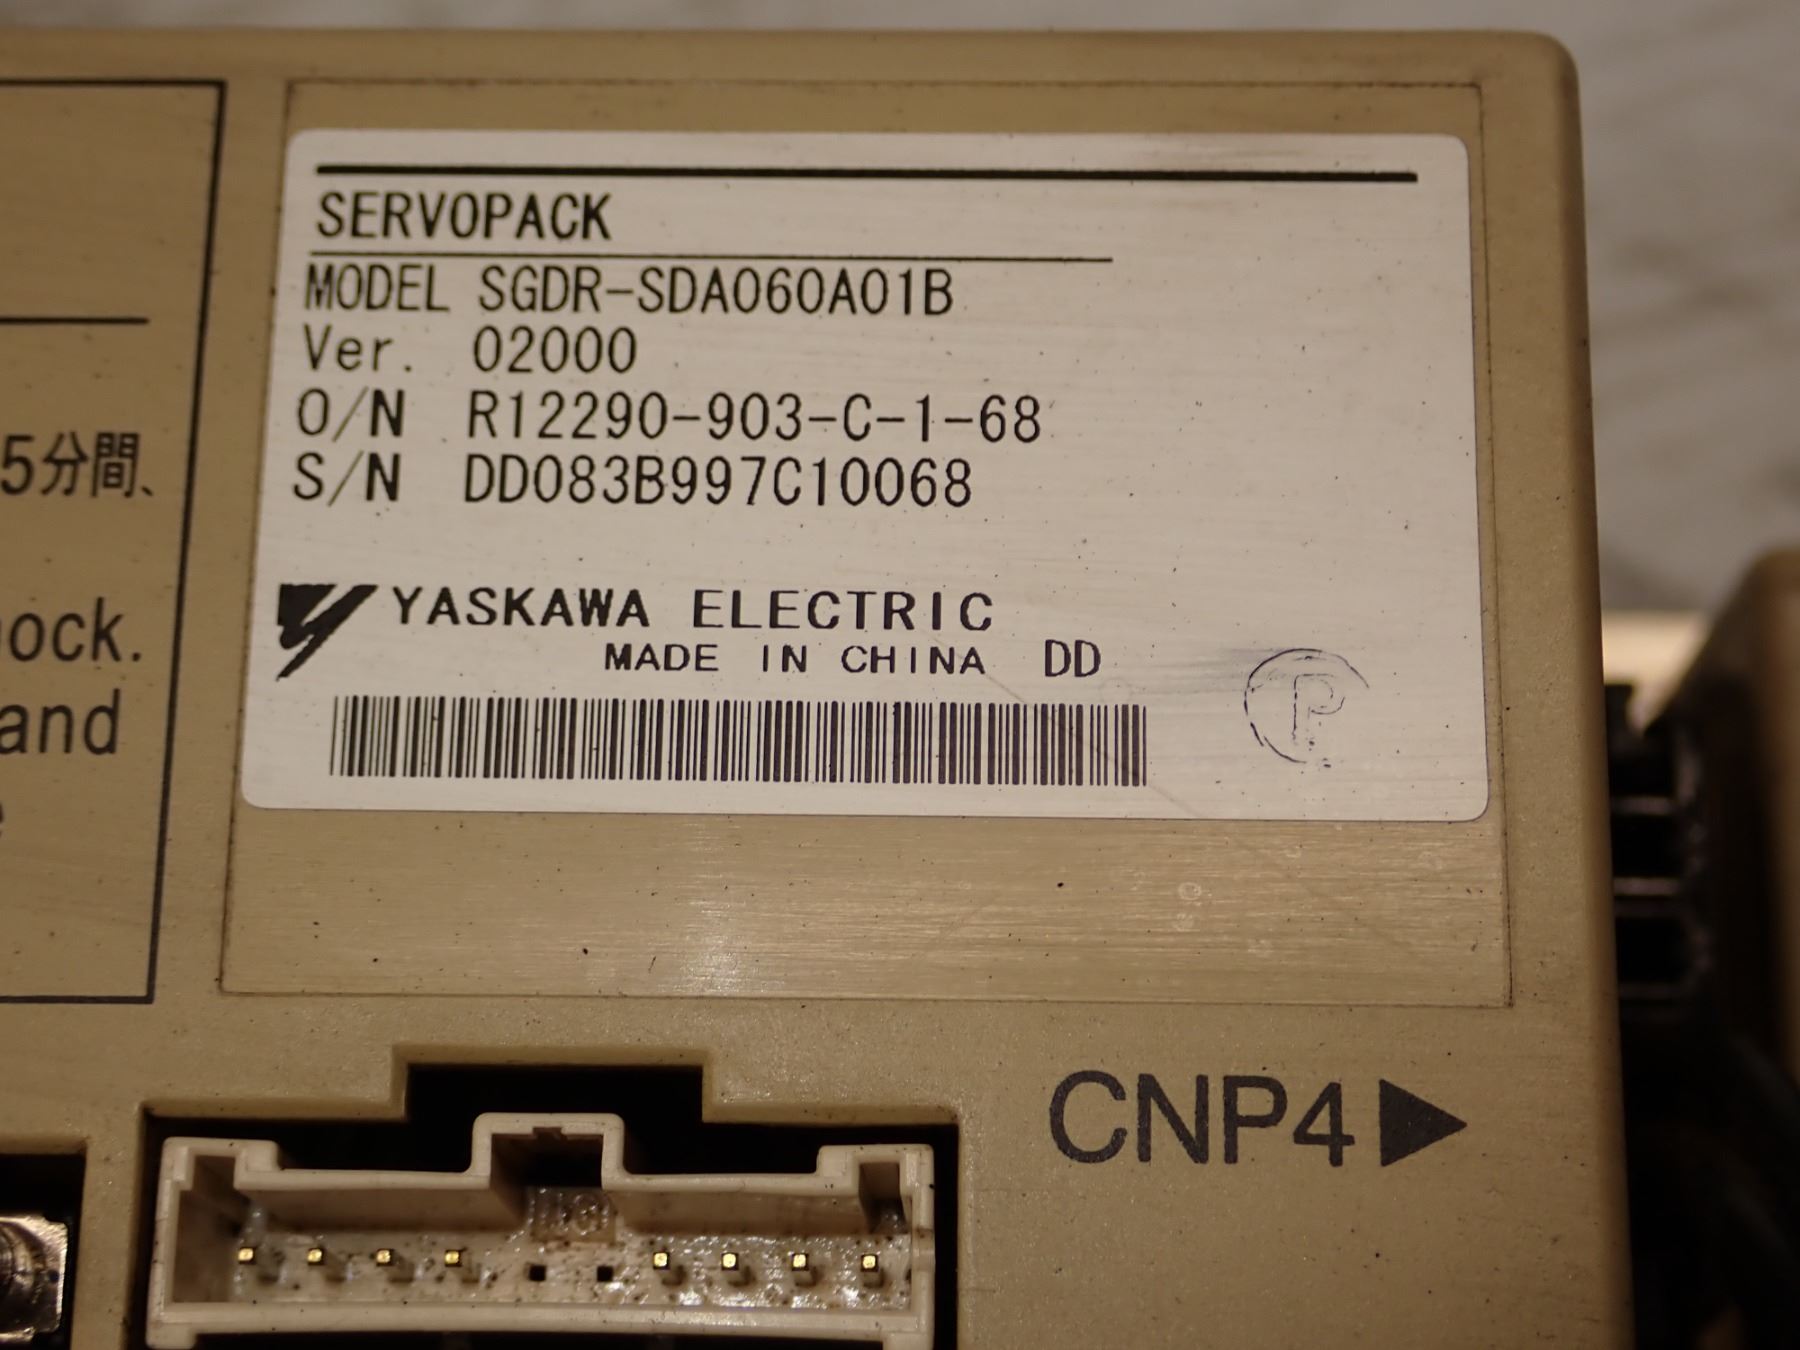 SERVOPACK
MODEL SGDR-SDA060A01B
Ver. 02000
O/N R12290-903-C-1-68
S/N DD083B997C10068
YASKAWA ELECTRIC
MADE IN CHINA DD
P
5分間、
and
CNP4